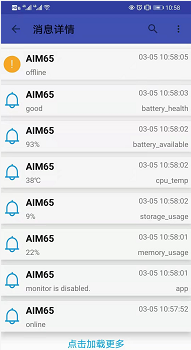 10:58
消息详情
AIM65 03-05 10:58:05
offline
AIM65 03-05 10:58:03
good battery_health
AIM65 03-05 10:58:02
93% battery_available
AIM65 03-05 10:58:02
38℃ cpu_temp
AIM65 03-05 10:58:02
9% storage_usage
AIM65 03-05 10:58:01
22% memory_usage
AIM65 03-05 10:58:01
monitor is disabled. app
AIM65 03-05 10:57:52
online
点击加载更多